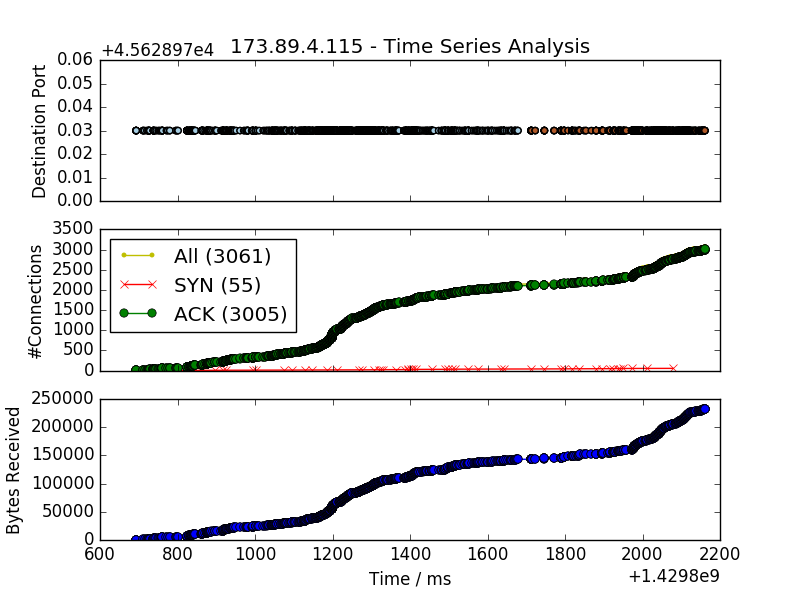 +4.562897e4 173.89.4.115 - Time Series Analysis
0.06
0.05
0.04
0.03
0.02
0.01
0.00
Destination Port
3500
3000
2500
2000
1500
1000
500
0
#Connections
All (3061)
SYN (55)
ACK (3005)
250000
200000
150000
100000
50000
0
Bytes Received
600 800 1000 1200 1400 1600 1800 2000 2200
Time / ms
+1.4298e9